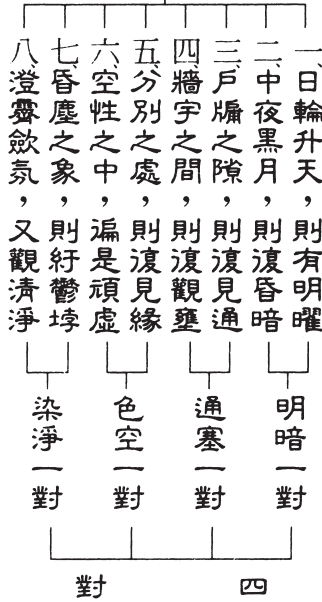 一、日輪升天，則有明曜
二、中夜黑月，則復昏暗
三、戶牖之隙，則復見通
四、牆宇之間，則復觀壅
五、分別之處，則復見緣
六、空性之中，遍是頑虛
七、昏塵之象，則紆鬱𡋯
八、澄霽歛氛，又觀清淨
明暗一對
通塞一對
色空一對
染淨一對
四對